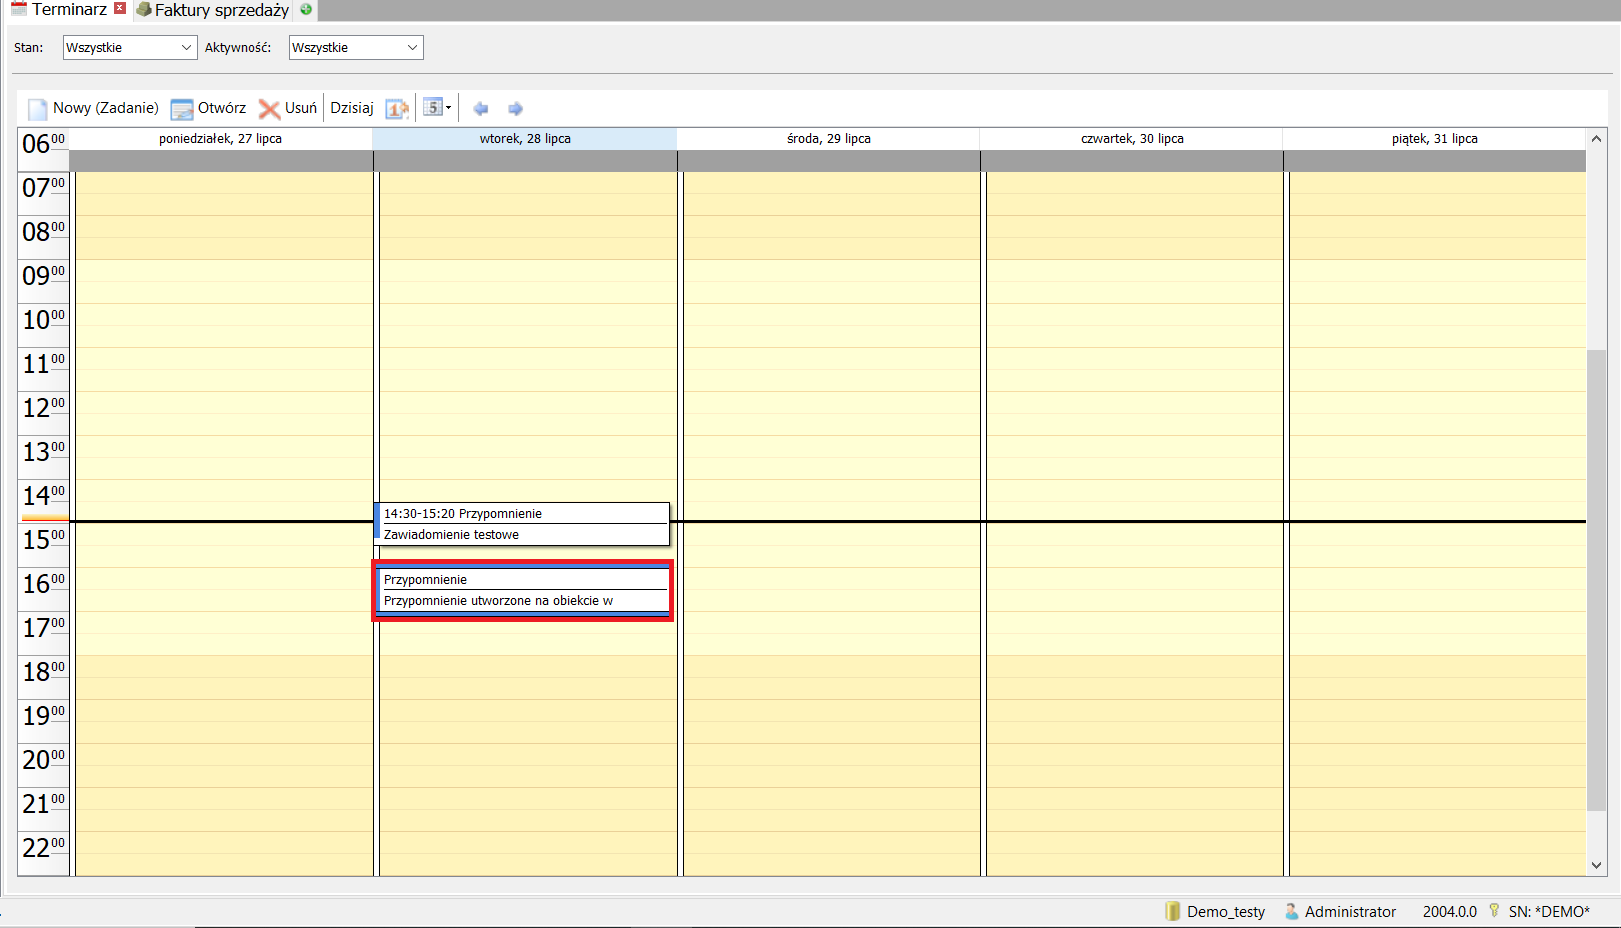 Terminarz Faktury sprzedaży
Stan: Wszystkie Aktywność: Wszystkie
Nowy (Zadanie) Otwórz Usuń Dzisiaj 1 5
poniedziałek, 27 lipca wtorek, 28 lipca środa, 29 lipca czwartek, 30 lipca piątek, 31 lipca
06 00
07 00
08 00
09 00
10 00
11 00
12 00
13 00
14 00
14:30-15:20 Przypomnienie
Zawiadomienie testowe
15 00
Przypomnienie
16 00
Przypomnienie utworzone na obiekcie w
17 00
18 00
19 00
20 00
21 00
22 00
Demo_testy Administrator 2004.0.0 SN: *DEMO*